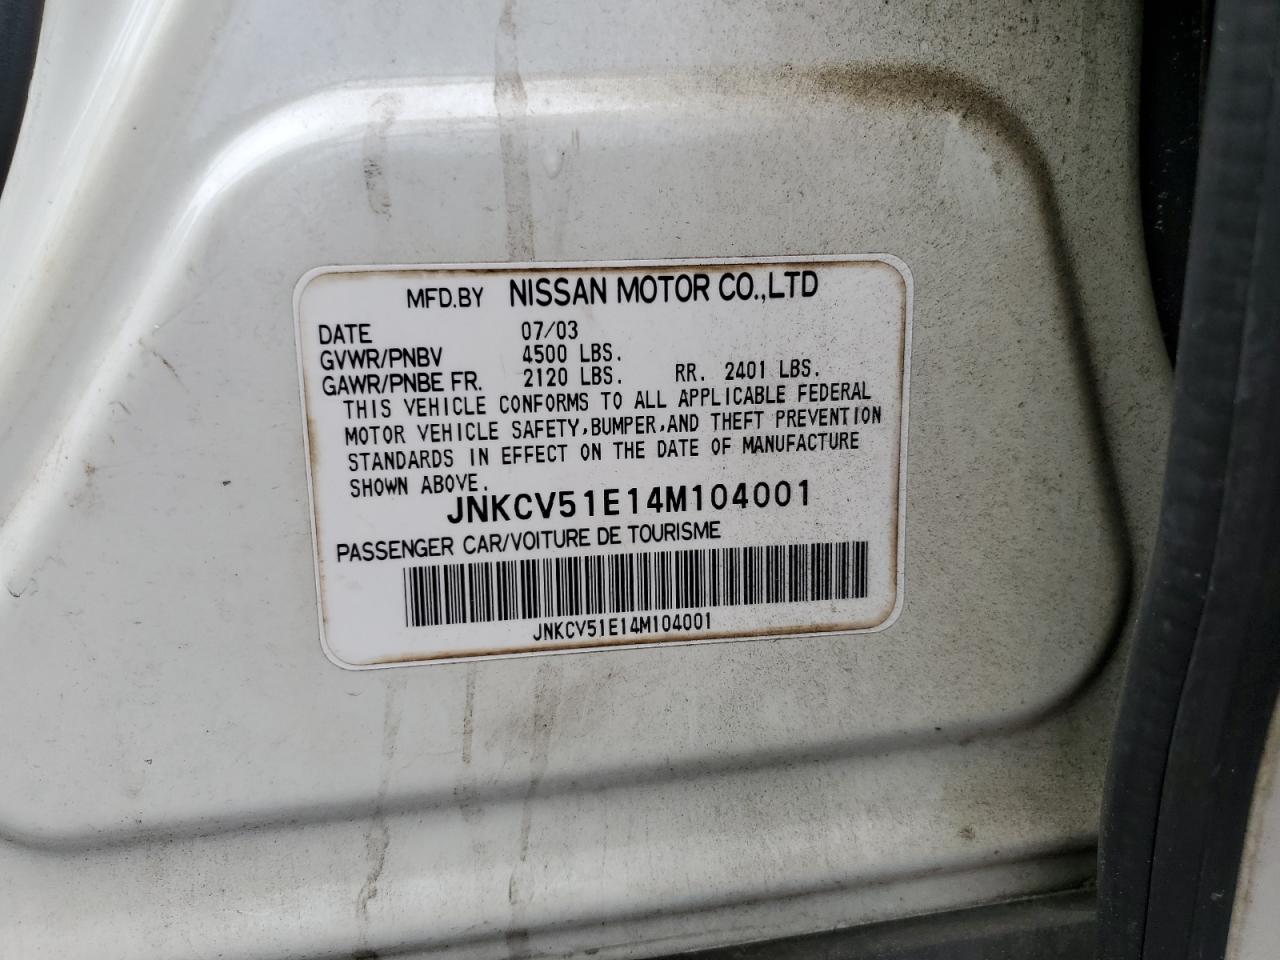 MFD.BY NISSAN MOTOR CO.,LTD
DATE 07/03
GVWR/PNBV 4500 LBS.
GAWR/PNBE FR. 2120 LBS. RR. 2401 LBS.
THIS VEHICLE CONFORMS TO ALL APPLICABLE FEDERAL
MOTOR VEHICLE SAFETY,BUMPER,AND THEFT PREVENTION
STANDARDS IN EFFECT ON THE DATE OF MANUFACTURE
SHOWN ABOVE.
JNKCV51E14M104001
PASSENGER CAR/VOITURE DE TOURISME
JNKCV51E14M104001